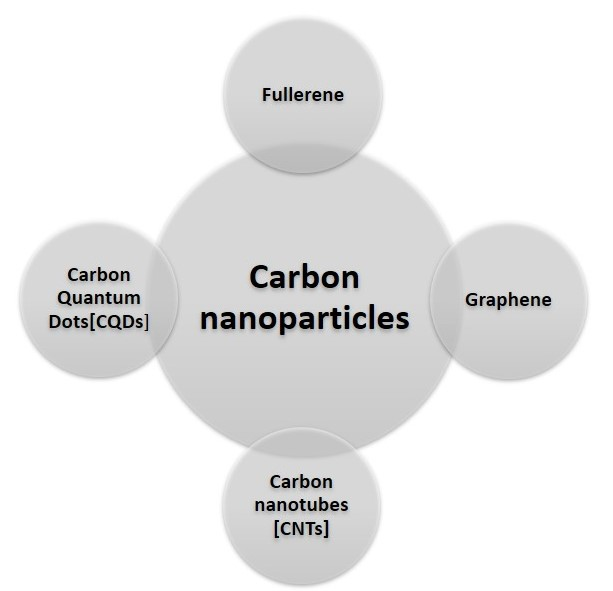 Fullerene
Carbon
Quantum
Dots[CQDs]
Carbon
nanoparticles
Graphene
Carbon
nanotubes
[CNTs]